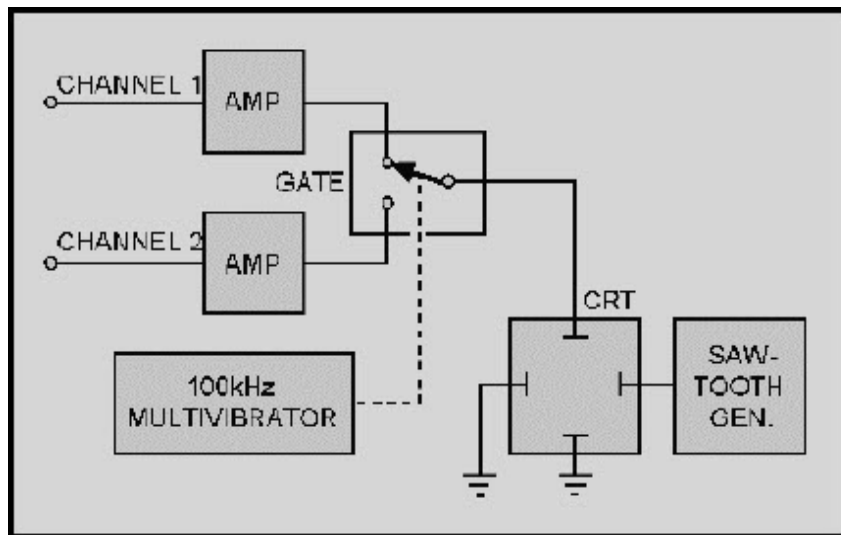 CHANNEL 1
AMP
GATE
CHANNEL 2
AMP
CRT
100kHz
MULTIVIBRATOR
SAW-
TOOTH
GEN.